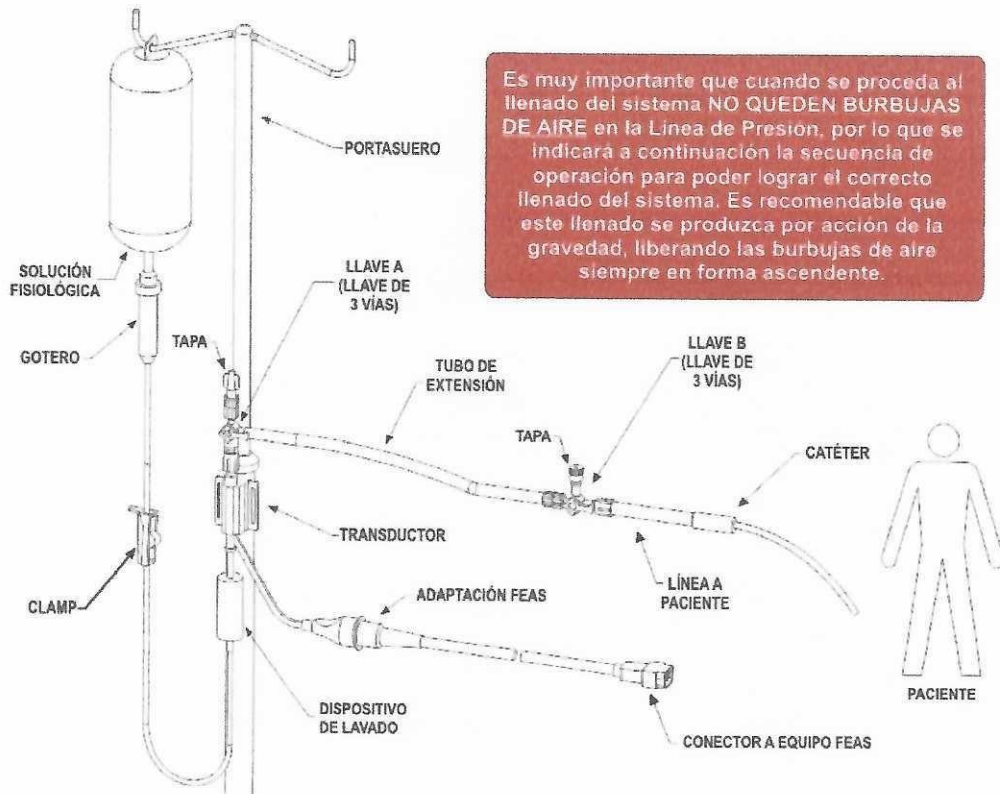 Es muy importante que cuando se proceda al
llenado del sistema NO QUEDEN BURBUJAS
DE AIRE en la Línea de Presión, por lo que se
indicará a continuación la secuencia de
operación para poder lograr el correcto
llenado del sistema. Es recomendable que
este llenado se produzca por acción de la
gravedad, liberando las burbujas de aire
siempre en forma ascendente.
PORTASUERO
SOLUCIÓN
FISIOLÓGICA
LLAVE A
(LLAVE DE
3 VÍAS)
GOTERO
TAPA
TUBO DE
EXTENSIÓN
LLAVE B
(LLAVE DE
3 VÍAS)
TAPA
CATÉTER
TRANSDUCTOR
LÍNEA A
PACIENTE
CLAMP
ADAPTACIÓN FEAS
PACIENTE
DISPOSITIVO
DE LAVADO
CONECTOR A EQUIPO FEAS